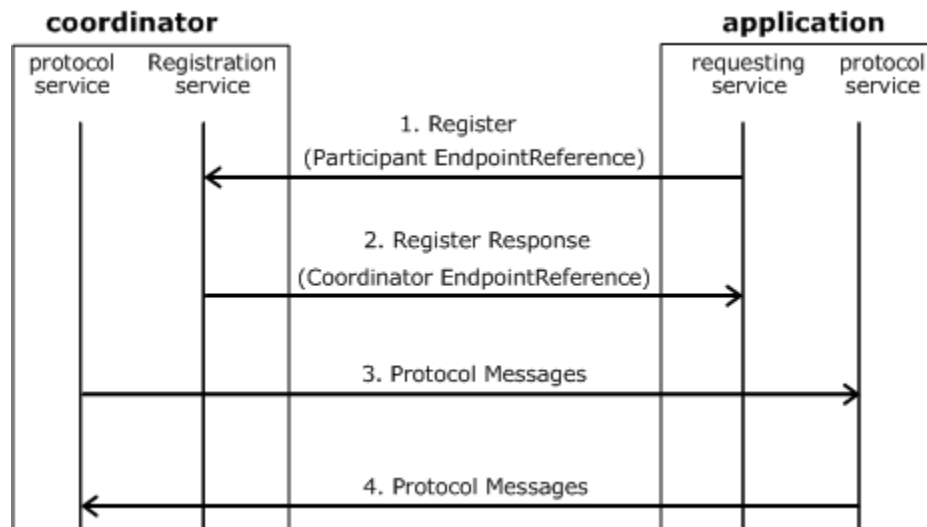 coordinator
application
protocol service
Registration service
requesting service
protocol service
1. Register
(Participant EndpointReference)
2. Register Response
(Coordinator EndpointReference)
3. Protocol Messages
4. Protocol Messages